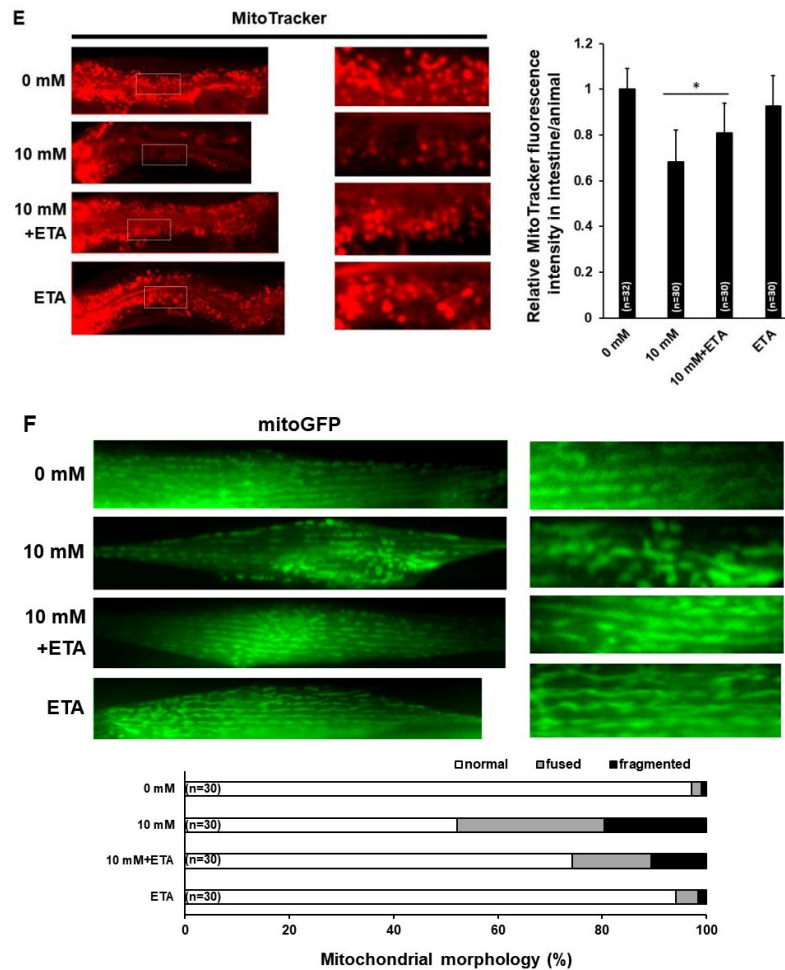 E
MitoTracker
0 mM
10 mM
10 mM
+ETA
ETA
Relative MitoTracker fluorescence
intensity in intestine/animal
1.2
1
0.8
0.6
0.4
0.2
0
*
(n=32)
(n=30)
(n=30)
(n=30)
0 mM
10 mM
10 mM+ETA
ETA
F
mitoGFP
0 mM
10 mM
10 mM
+ETA
ETA
normal fused fragmented
0 mM (n=30)
10 mM (n=30)
10 mM+ETA (n=30)
ETA (n=30)
0 20 40 60 80 100
Mitochondrial morphology (%)